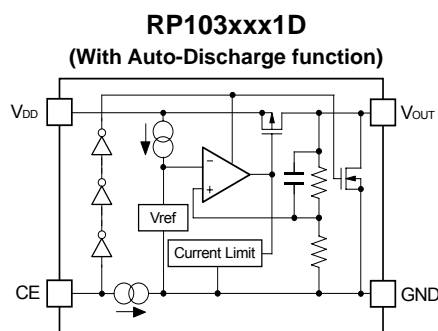 RP103xxx1D
(With Auto-Discharge function)
VDD
VOUT
−
+
Vref
Current Limit
CE
GND